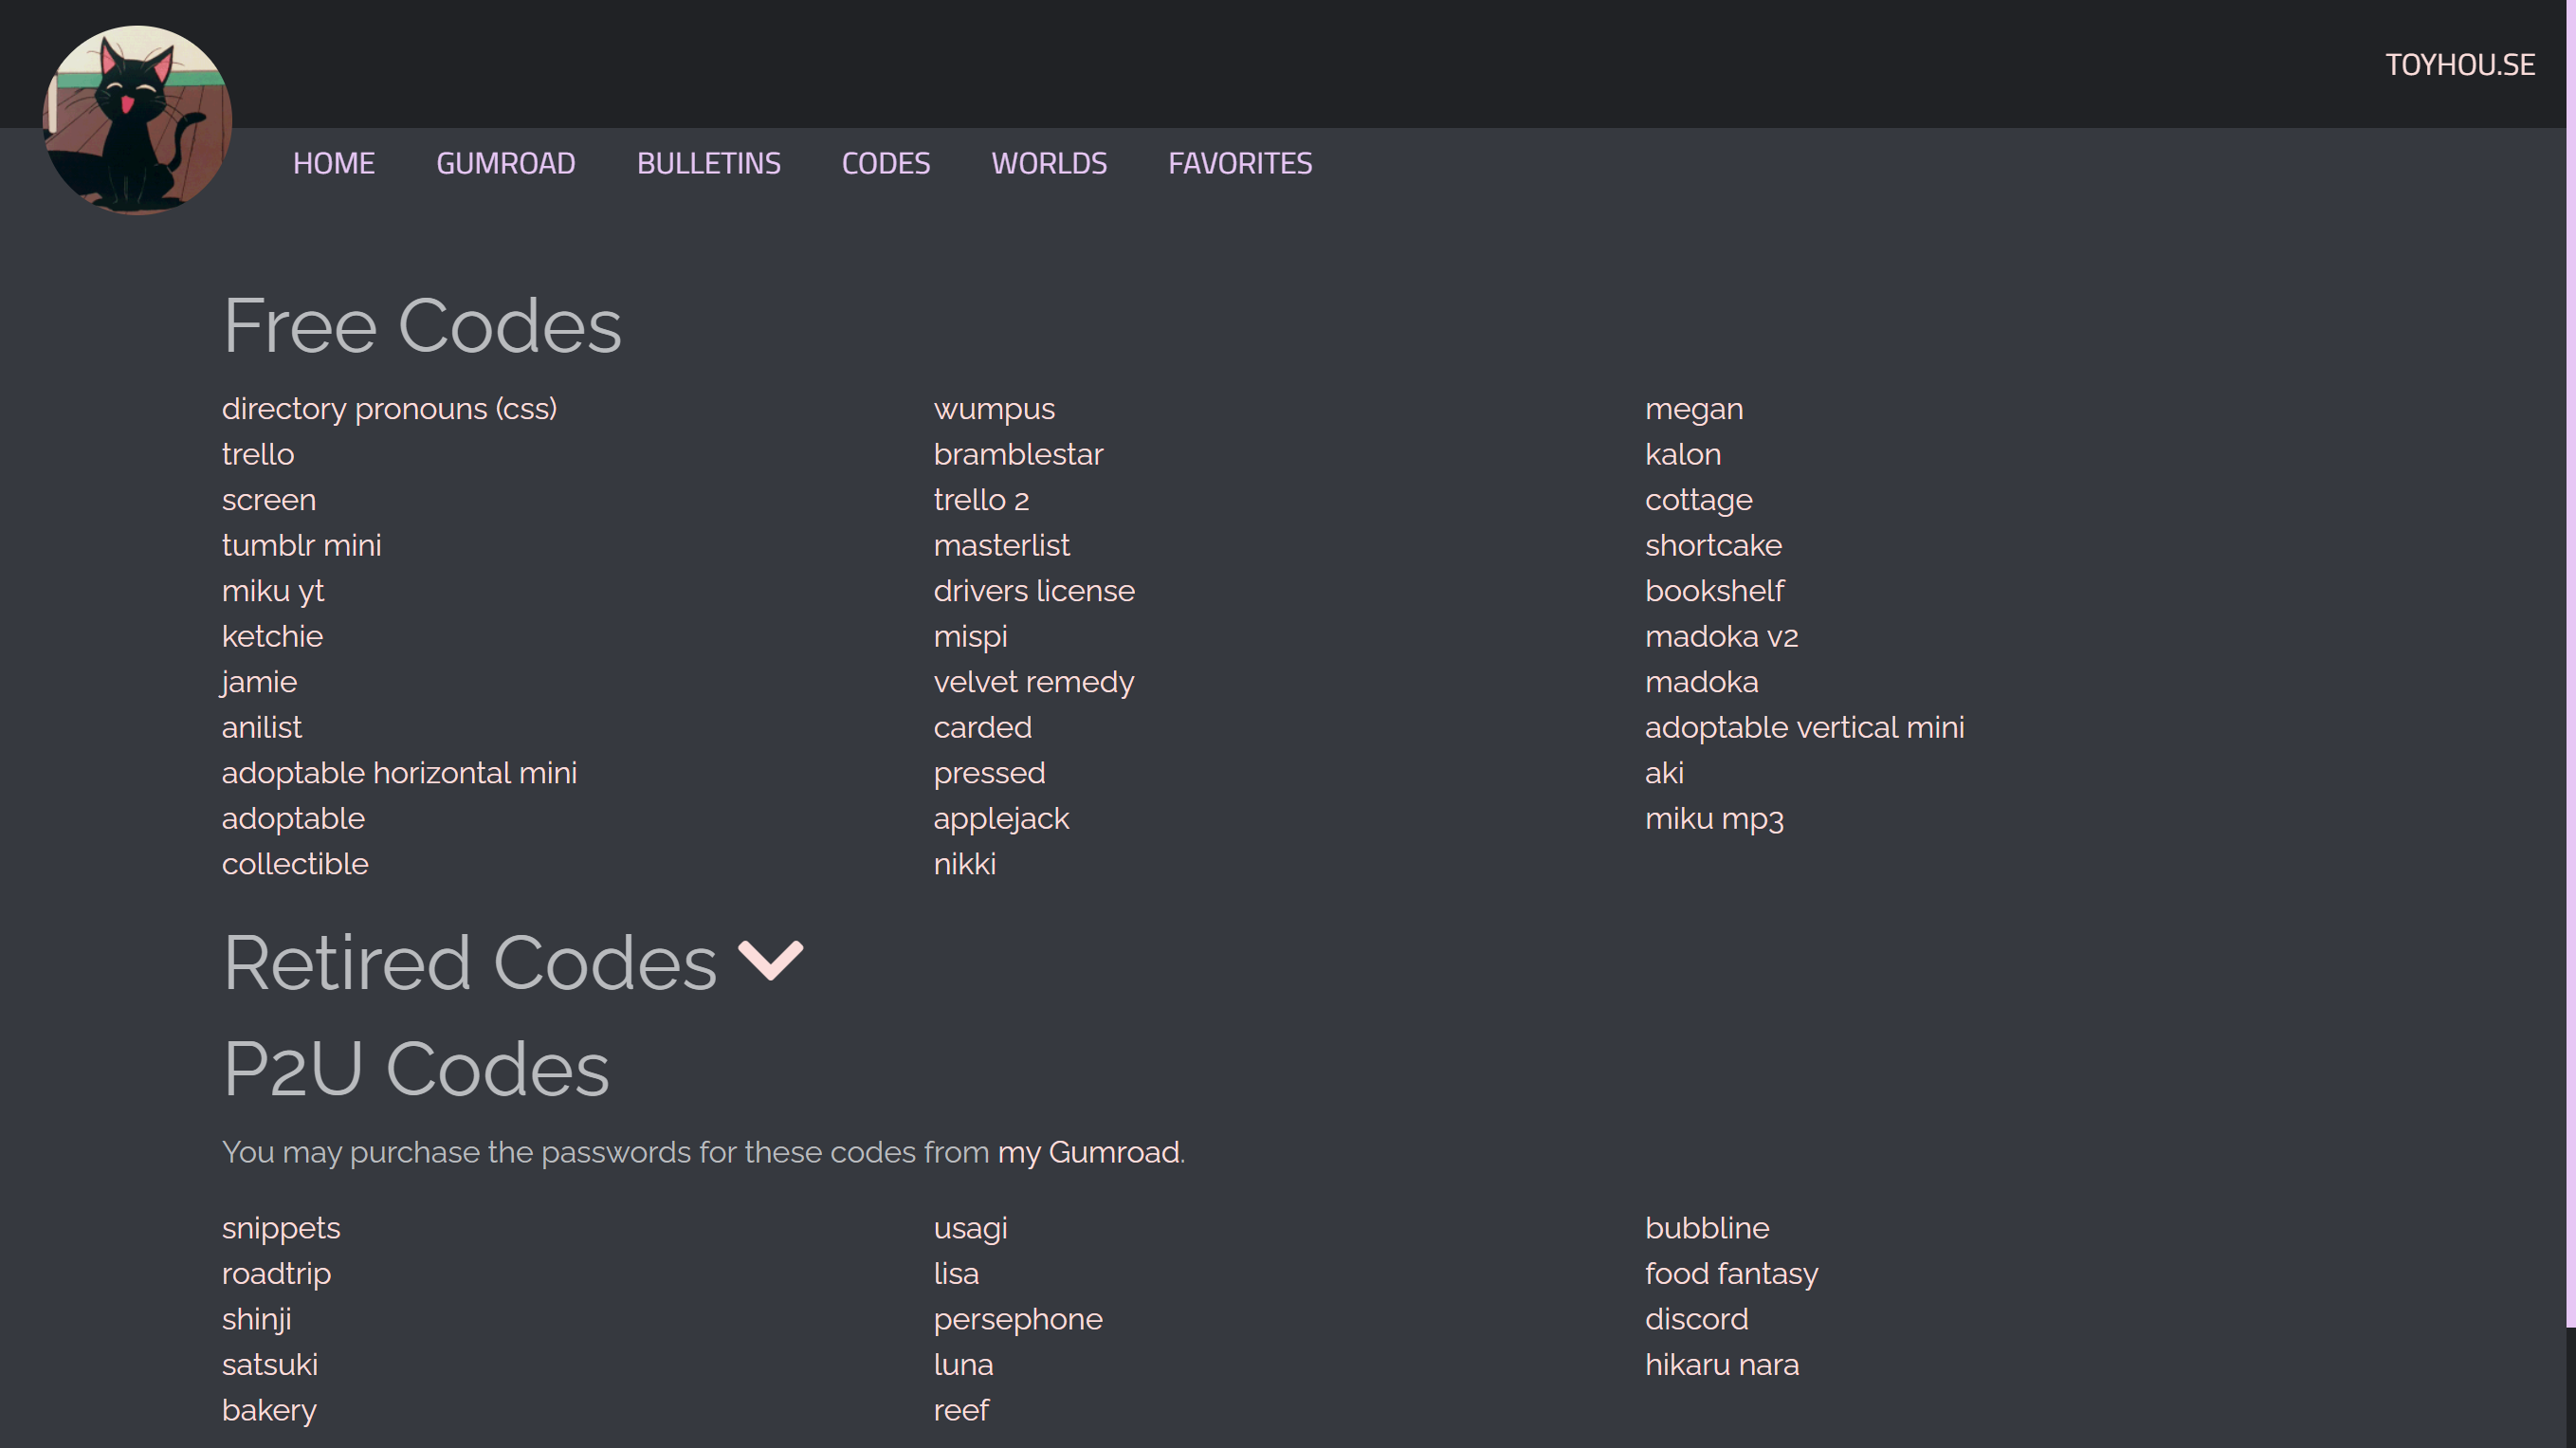 TOYHOU.SE
HOME GUMROAD BULLETINS CODES WORLDS FAVORITES
Free Codes
directory pronouns (css)
trello
screen
tumblr mini
miku yt
ketchie
jamie
anilist
adoptable horizontal mini
adoptable
collectible
wumpus
bramblestar
trello 2
masterlist
drivers license
mispi
velvet remedy
carded
pressed
applejack
nikki
megan
kalon
cottage
shortcake
bookshelf
madoka v2
madoka
adoptable vertical mini
aki
miku mp3
Retired Codes
P2U Codes
You may purchase the passwords for these codes from my Gumroad.
snippets
roadtrip
shinji
satsuki
bakery
usagi
lisa
persephone
luna
reef
bubbline
food fantasy
discord
hikaru nara